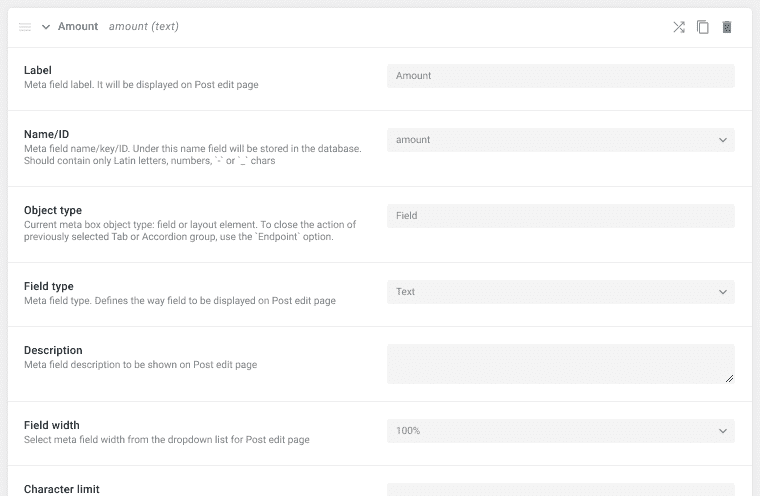 Amount amount (text)
Label
Meta field label. It will be displayed on Post edit page
Amount
Name/ID
Meta field name/key/ID. Under this name field will be stored in the database.
Should contain only Latin letters, numbers, `-` or `_` chars
amount
Object type
Current meta box object type: field or layout element. To close the action of
previously selected Tab or Accordion group, use the `Endpoint` option.
Field
Field type
Meta field type. Defines the way field to be displayed on Post edit page
Text
Description
Meta field description to be shown on Post edit page
Field width
Select meta field width from the dropdown list for Post edit page
100%
Character limit